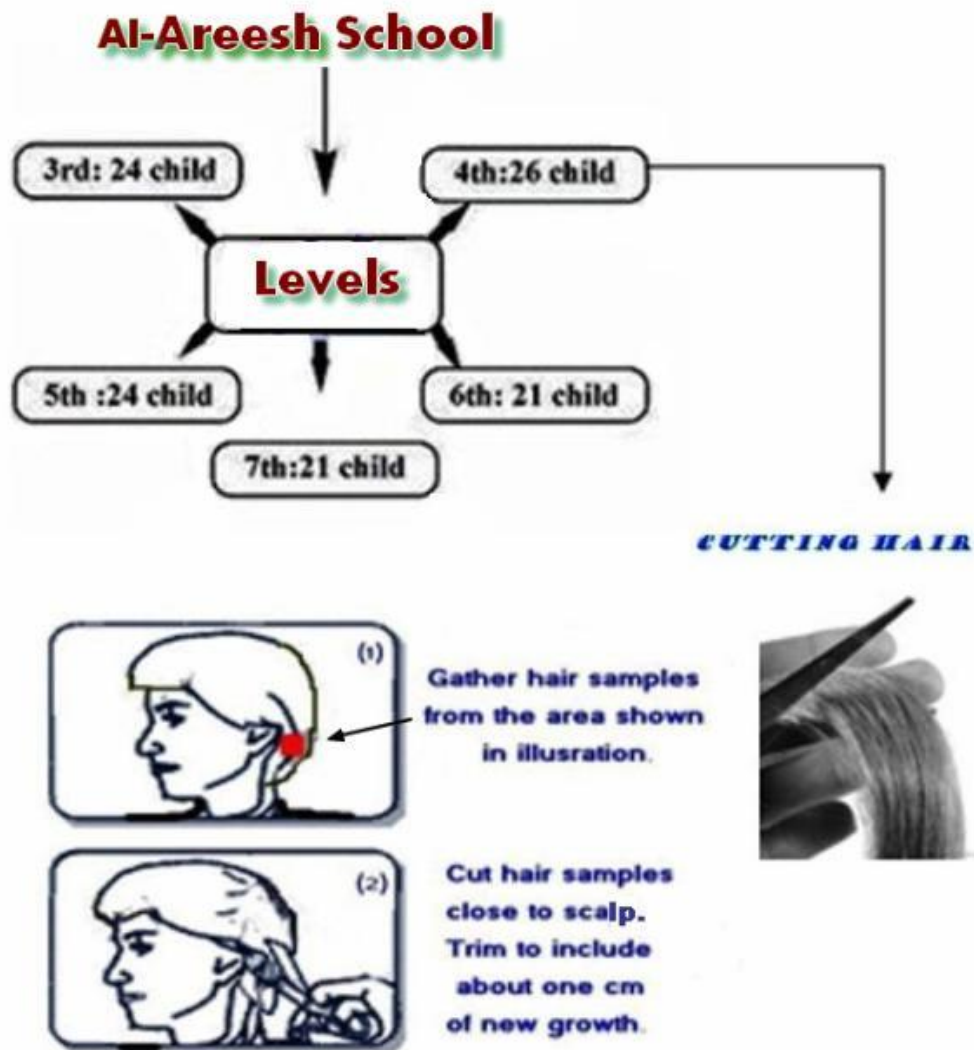 Al-Areesh School
3rd: 24 child
4th:26 child
Levels
5th :24 child
6th: 21 child
7th:21 child
CUTTING HAIR
(1)
Gather hair samples
from the area shown
in illusration.
(2)
Cut hair samples
close to scalp.
Trim to include
about one cm
of new growth.